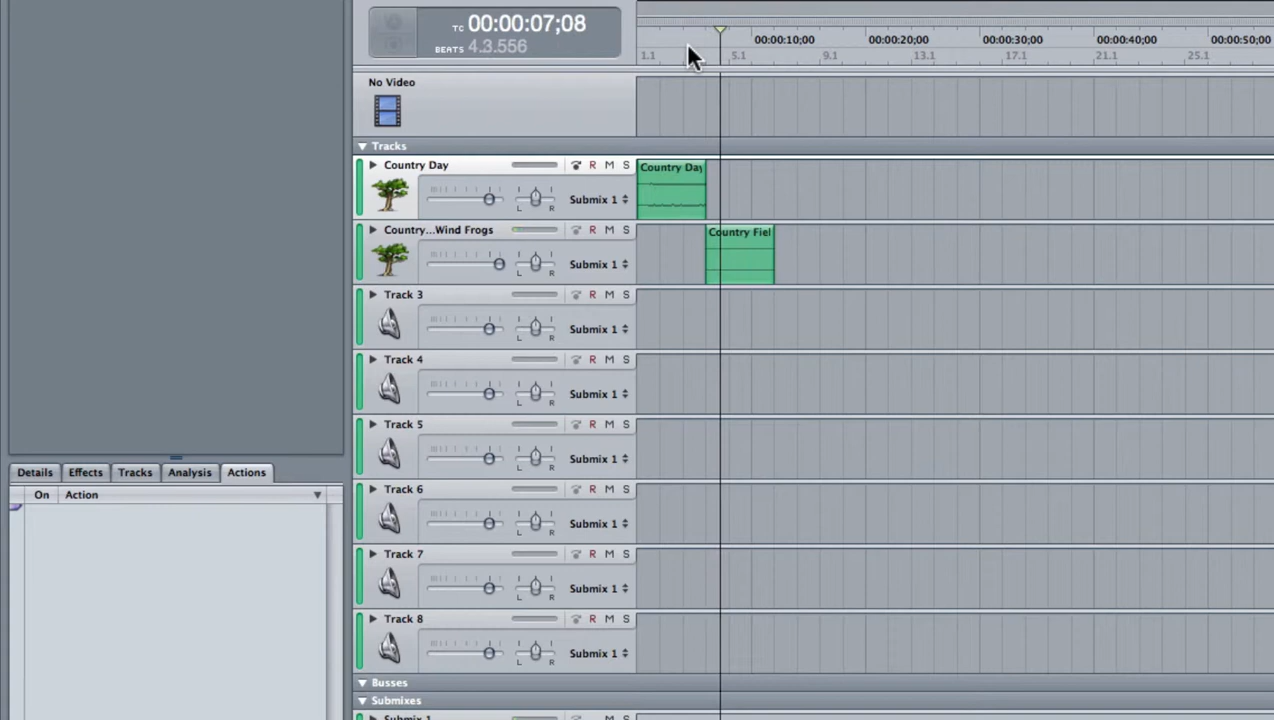 TC 00:00:07;08
BEATS 4.3.556
00:00:10;00 00:00:20;00 00:00:30;00 00:00:40;00 00:00:50;00
1.1 5.1 9.1 13.1 17.1 21.1 25.1
No Video
Tracks
Country Day R M S
Country Day
L R Submix 1
Country...Wind Frogs R M S
Country Fiel
L R Submix 1
Track 3 R M S
L R Submix 1
Track 4 R M S
L R Submix 1
Track 5 R M S
L R Submix 1
Track 6 R M S
L R Submix 1
Track 7 R M S
L R Submix 1
Track 8 R M S
L R Submix 1
Busses
Submixes
Submix 1
Details Effects Tracks Analysis Actions
On Action